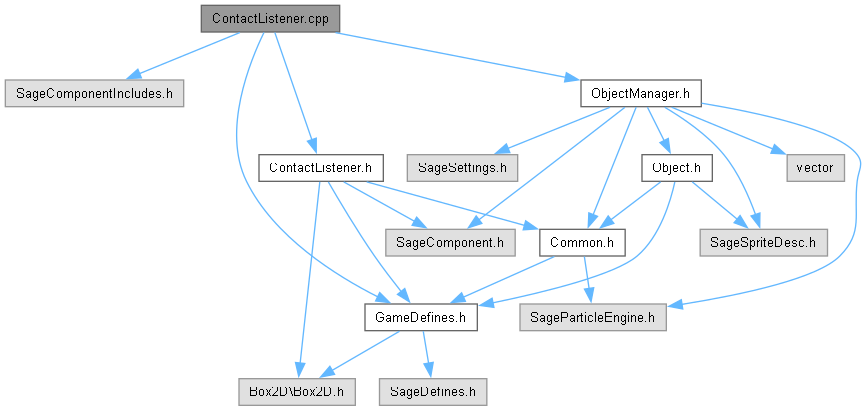 ContactListener.cpp
SageComponentIncludes.h
ObjectManager.h
ContactListener.h
SageSettings.h
Object.h
vector
SageComponent.h
Common.h
SageSpriteDesc.h
GameDefines.h
SageParticleEngine.h
Box2D\Box2D.h
SageDefines.h